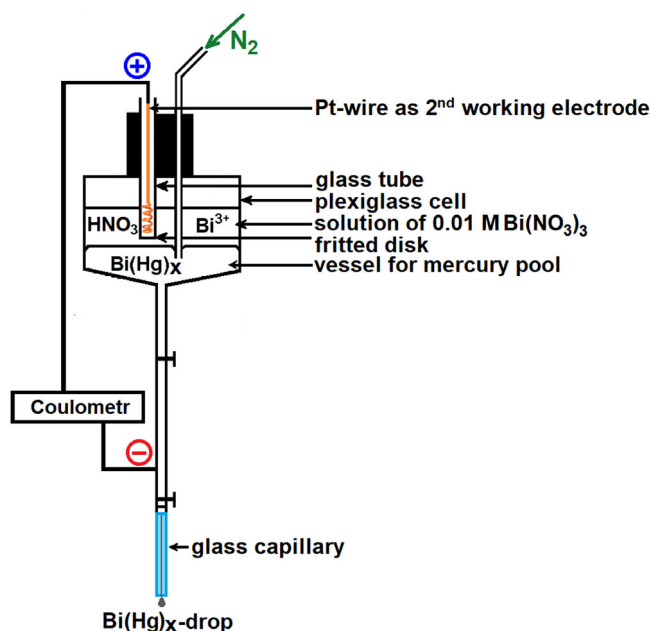 N₂
+
Pt-wire as 2ⁿᵈ working electrode
glass tube
plexiglass cell
HNO₃
Bi³⁺
solution of 0.01 M Bi(NO₃)₃
fritted disk
Bi(Hg)x
vessel for mercury pool
Coulometr
−
glass capillary
Bi(Hg)x-drop